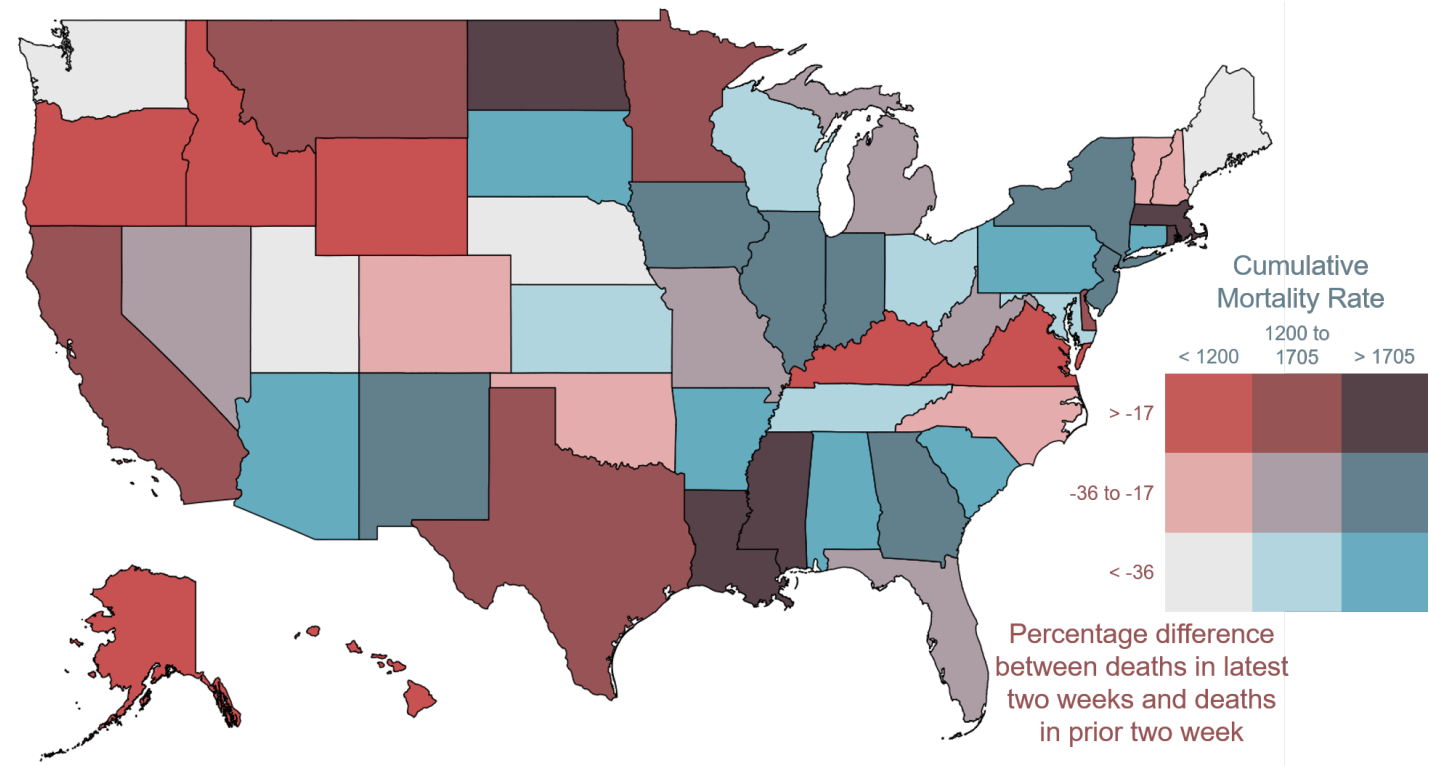 Cumulative
Mortality Rate
1200 to
< 1200 1705 > 1705
> -17
-36 to -17
< -36
Percentage difference
between deaths in latest
two weeks and deaths
in prior two week